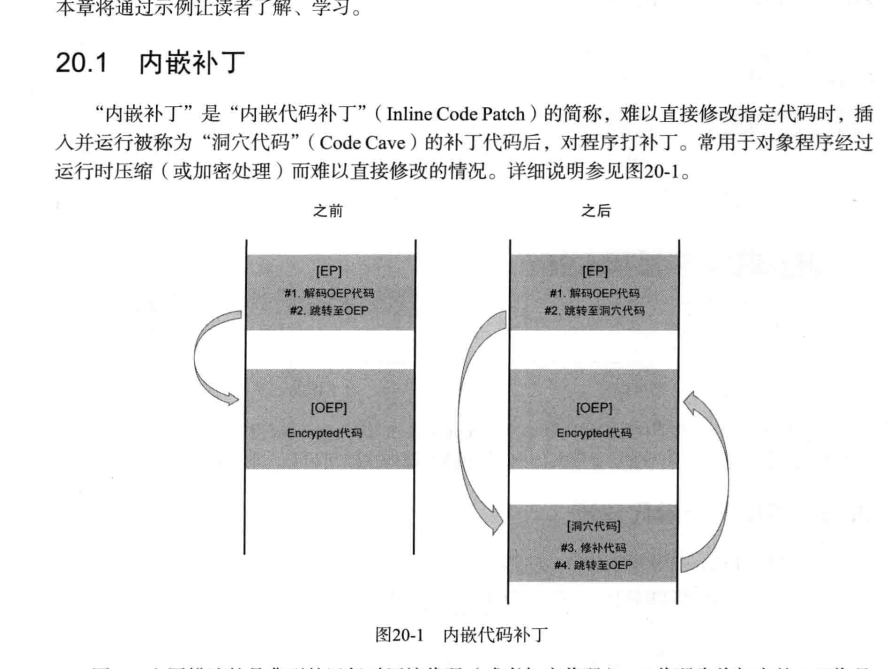 本章将通过示例让读者了解、学习。
20.1 内嵌补丁
“内嵌补丁”是“内嵌代码补丁”（Inline Code Patch）的简称，难以直接修改指定代码时，插
入并运行被称为“洞穴代码”（Code Cave）的补丁代码后，对程序打补丁。常用于对象程序经过
运行时压缩（或加密处理）而难以直接修改的情况。详细说明参见图20-1。
之前
[EP]
#1. 解码OEP代码
#2. 跳转至OEP
[OEP]
Encrypted代码
之后
[EP]
#1. 解码OEP代码
#2. 跳转至洞穴代码
[OEP]
Encrypted代码
[洞穴代码]
#3. 修补代码
#4. 跳转至OEP
图20-1 内嵌代码补丁